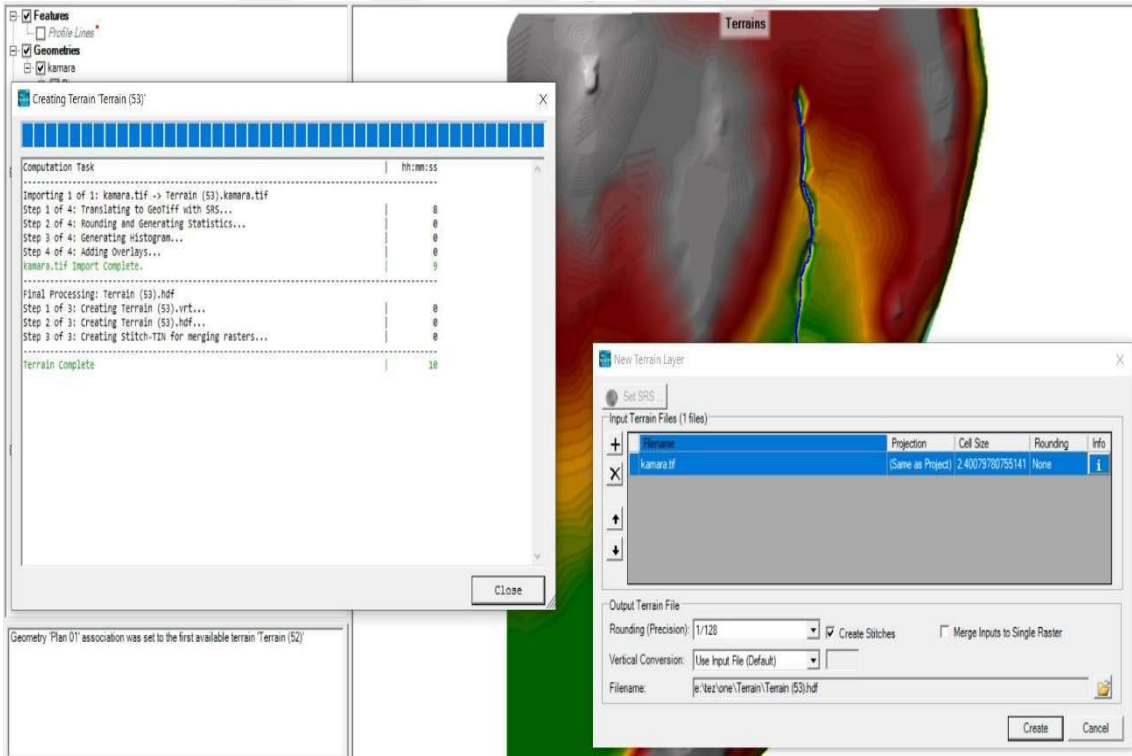 Features
Profile Lines
Geometries
kamara
Terrains
Creating Terrain 'Terrain (53)'
X
Computation Task | hh:mm:ss
Importing 1 of 1: kamara.tif -> Terrain (53).kamara.tif
Step 1 of 4: Translating to GeoTiff with SRS... | 8
Step 2 of 4: Rounding and Generating Statistics... | 0
Step 3 of 4: Generating Histogram... | 0
Step 4 of 4: Adding Overlays... | 0
kamara.tif Import Complete. | 9
Final Processing: Terrain (53).hdf
Step 1 of 3: Creating Terrain (53).vrt... | 0
Step 2 of 3: Creating Terrain (53).hdf... | 0
Step 3 of 3: Creating Stitch-TIN for merging rasters... | 0
Terrain Complete | 10
Close
Geometry 'Plan 01' association was set to the first available terrain 'Terrain (52)'
New Terrain Layer
X
Set SRS ...
Input Terrain Files (1 files)
Filename Projection Cell Size Rounding Info
kamara.tif (Same as Project) 2.40079780755141 None i
Output Terrain File
Rounding (Precision): 1/128 Create Stitches Merge Inputs to Single Raster
Vertical Conversion: Use Input File (Default)
Filename: e:\tez\one\Terrain\Terrain (53).hdf
Create Cancel